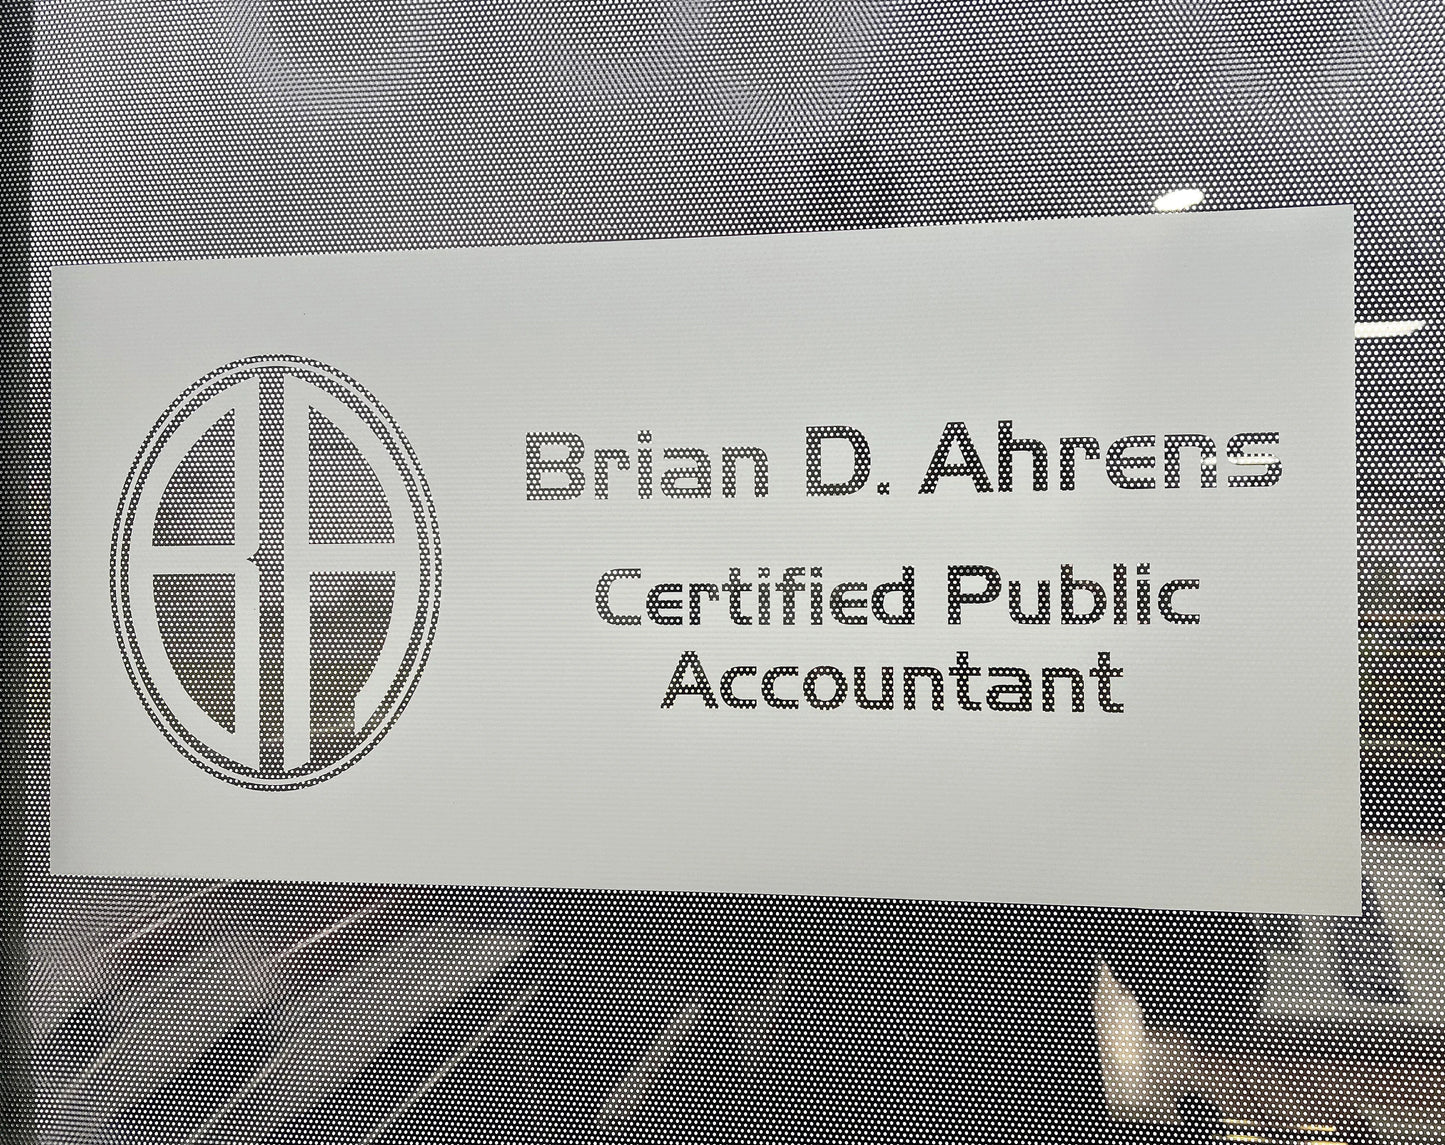 Brian D. Ahrens
Certified Public
Accountant